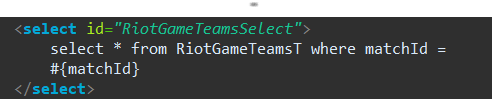 <select id="RiotGameTeamsSelect">
select * from RiotGameTeamsT where matchId =
#{matchId}
</select>